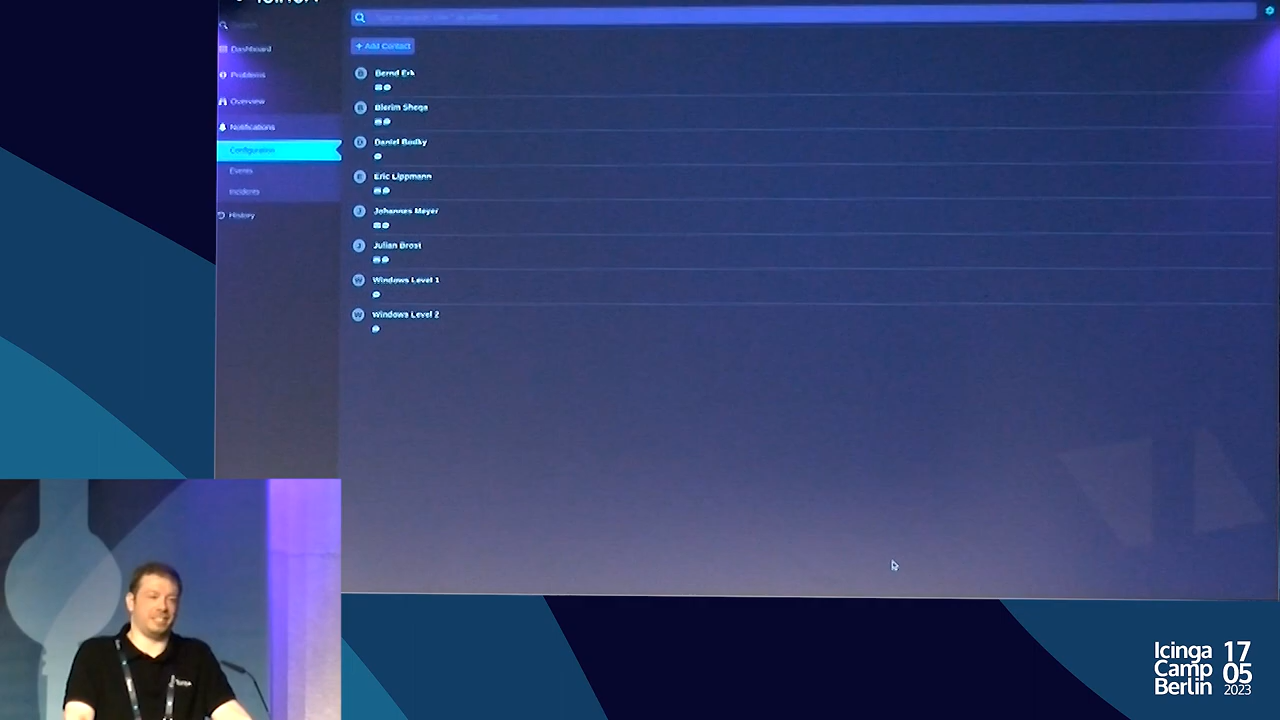 Search
Dashboard
Problems
Overview
Notifications
Configuration
Events
Incidents
History
+ Add Contact
B Bernd Erk
B Blerim Sheqa
D Daniel Bodky
E Eric Lippmann
J Johannes Meyer
J Julian Brost
W Windows Level 1
W Windows Level 2
Icinga 17
Camp 05
Berlin 2023